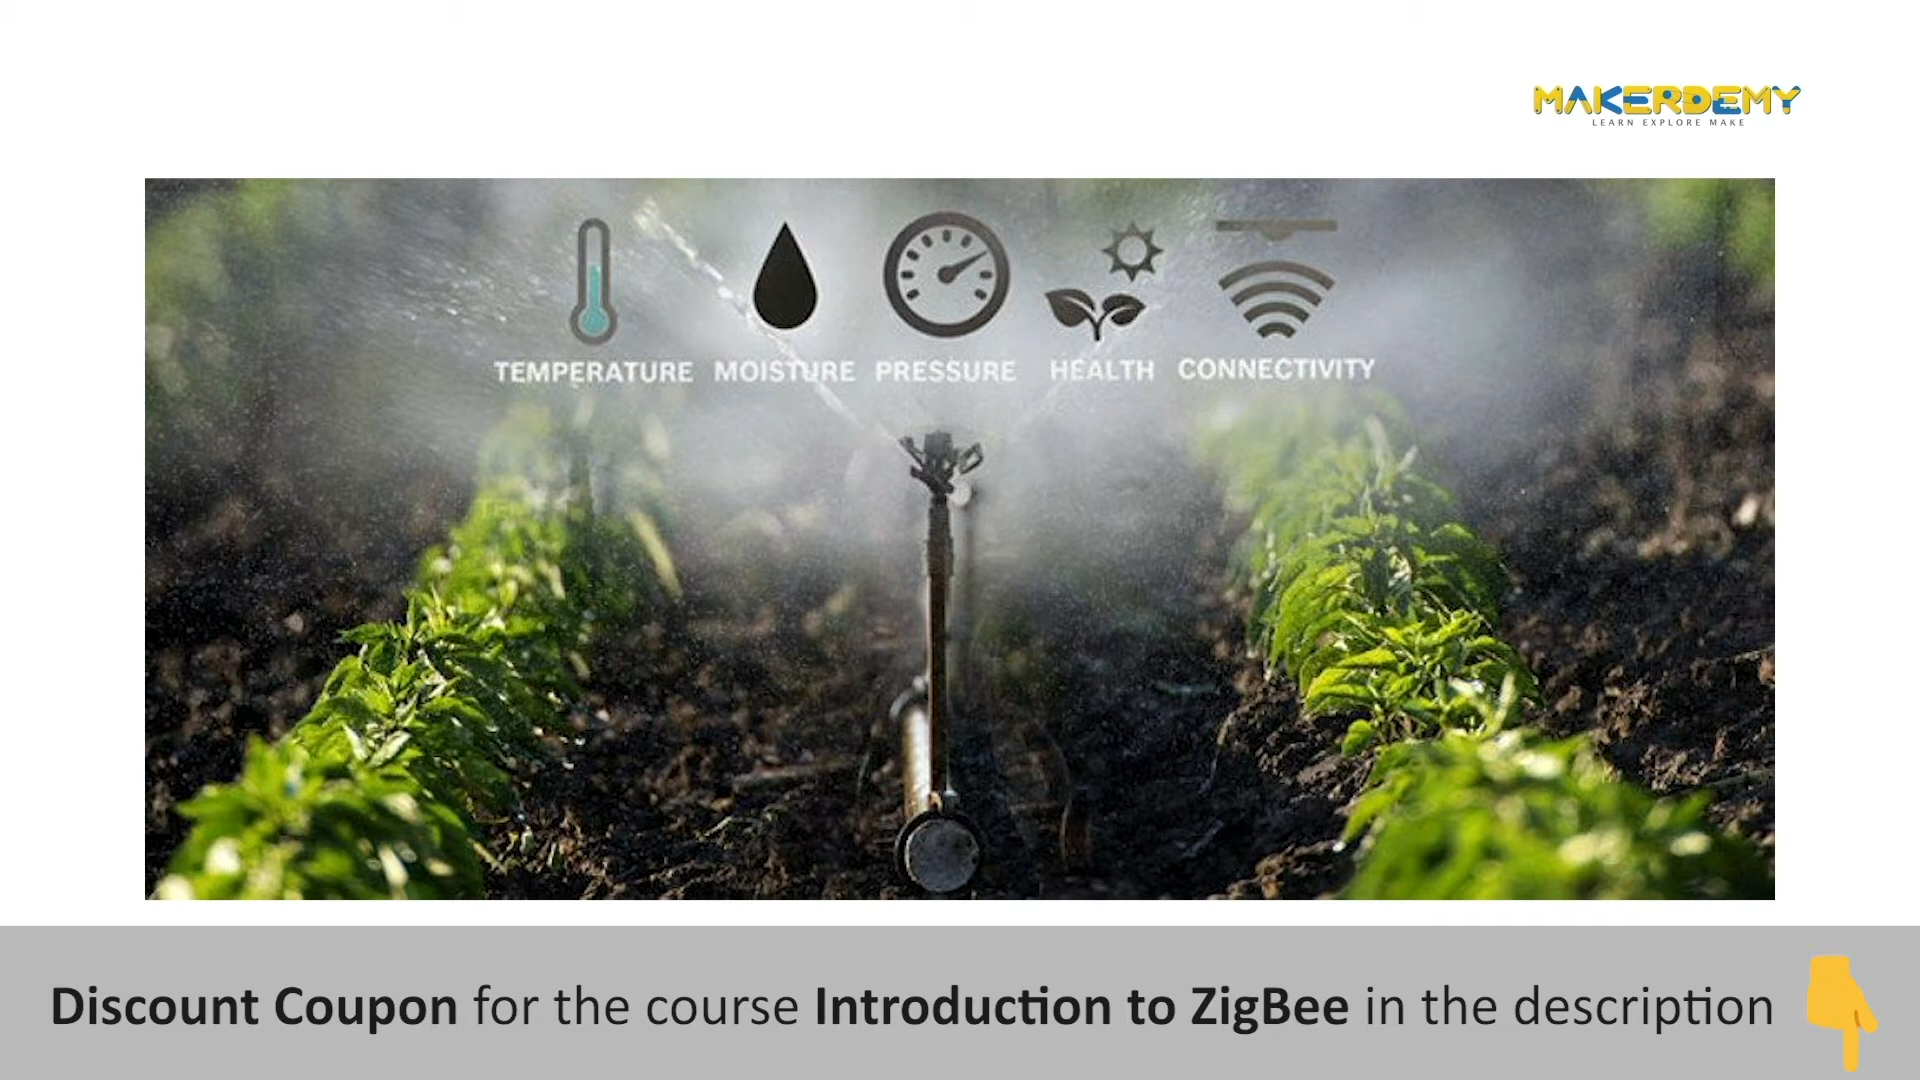 MAKERDEMY
LEARN EXPLORE MAKE
TEMPERATURE MOISTURE PRESSURE HEALTH CONNECTIVITY
Discount Coupon for the course Introduction to ZigBee in the description